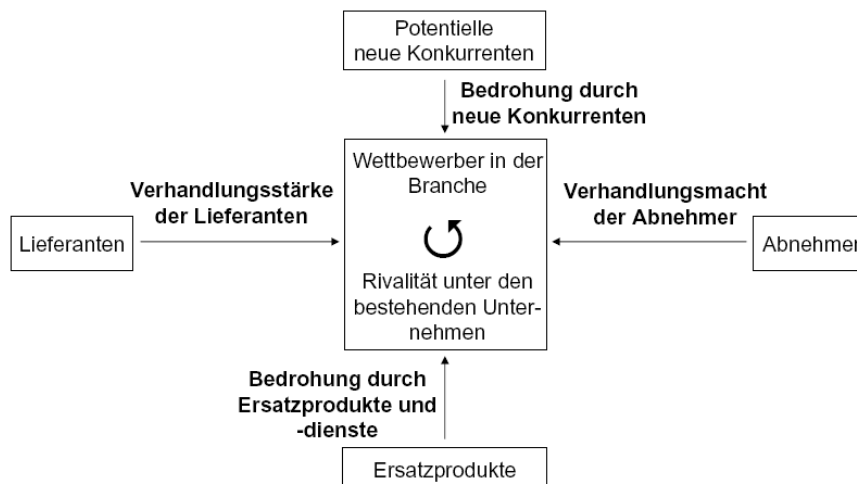 Potentielle
neue Konkurrenten
Bedrohung durch
neue Konkurrenten
Wettbewerber in der
Branche
Verhandlungsstärke
der Lieferanten
Verhandlungsmacht
der Abnehmer
Lieferanten
Abnehmer
Rivalität unter den
bestehenden Unter-
nehmen
Bedrohung durch
Ersatzprodukte und
-dienste
Ersatzprodukte